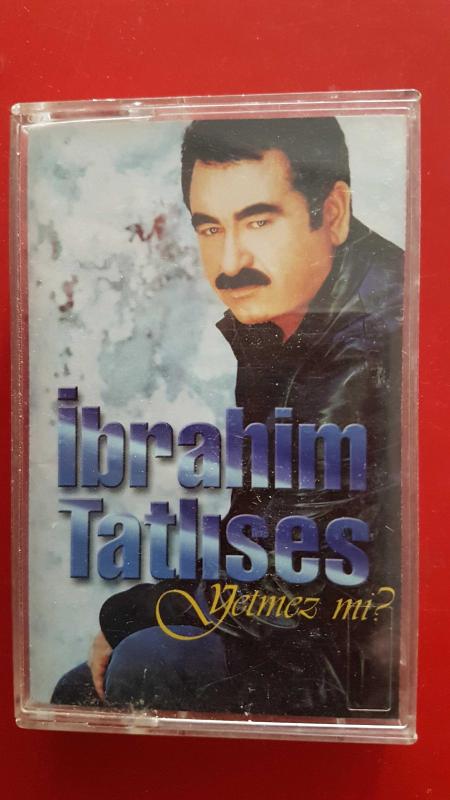 İbrahim
Tatlıses
Yetmez mi?